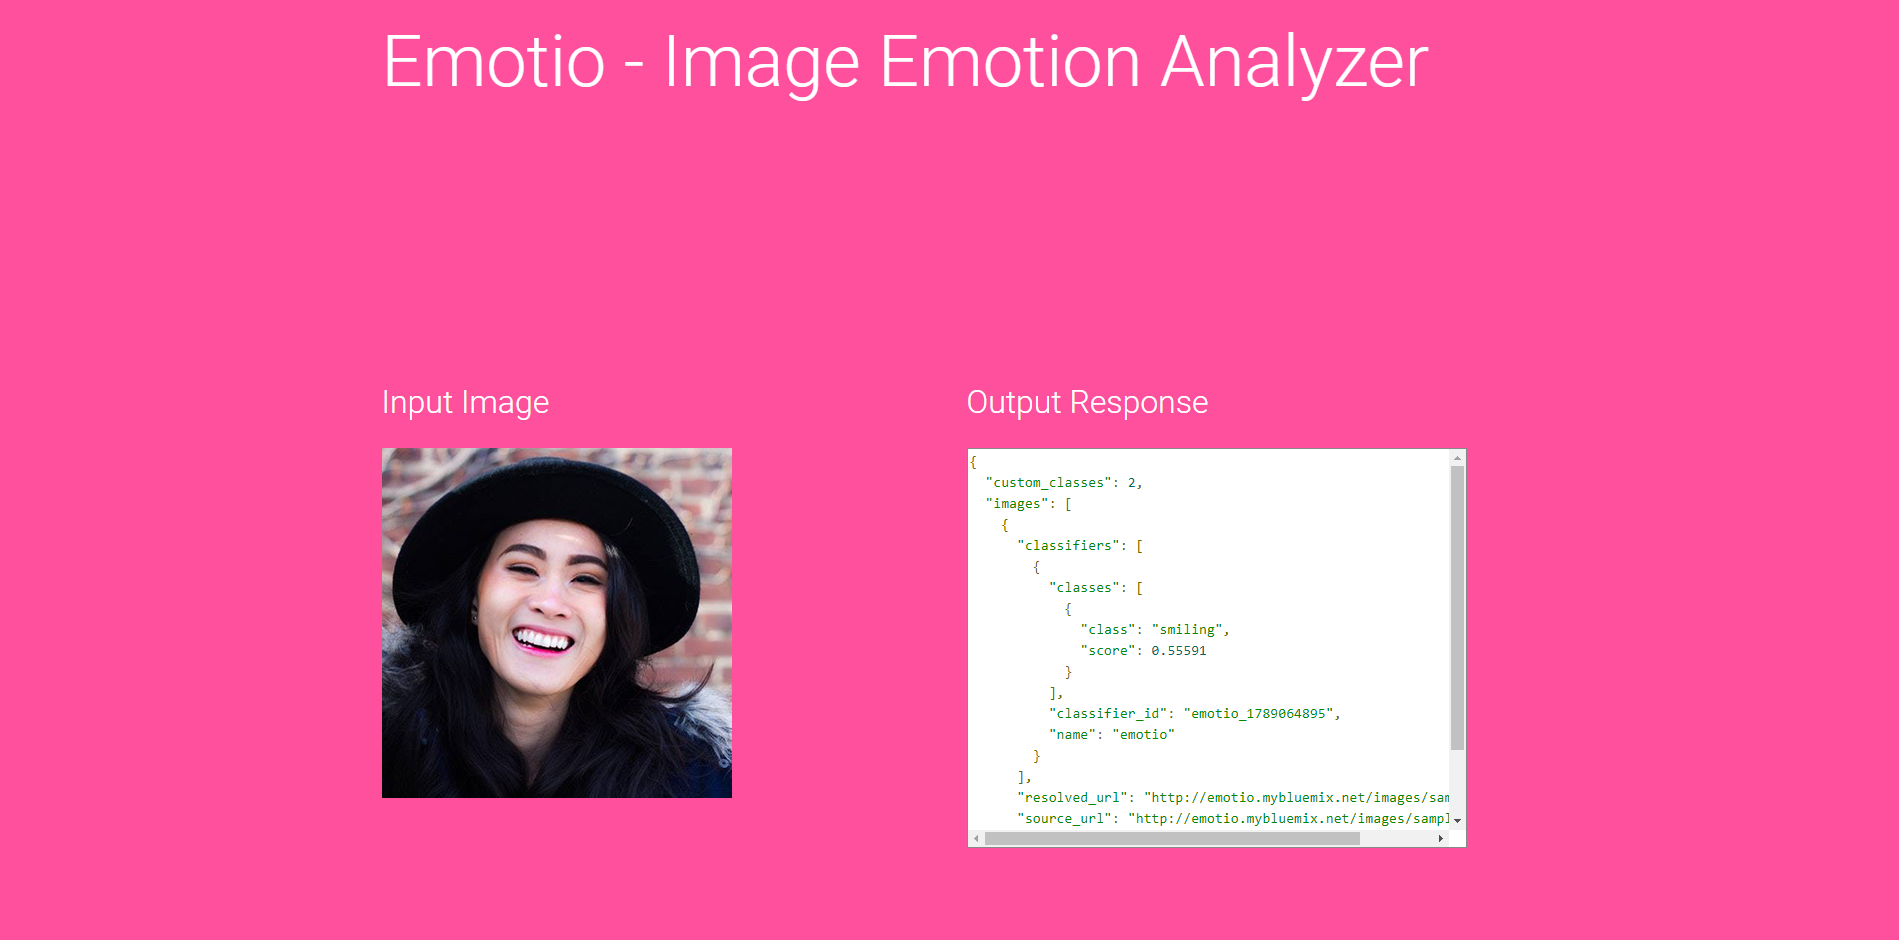 Emotio - Image Emotion Analyzer
Input Image
Output Response
{
"custom_classes": 2,
"images": [
{
"classifiers": [
{
"classes": [
{
"class": "smiling",
"score": 0.55591
}
],
"classifier_id": "emotio_1789064895",
"name": "emotio"
}
],
"resolved_url": "http://emotio.mybluemix.net/images/sam
"source_url": "http://emotio.mybluemix.net/images/sampl